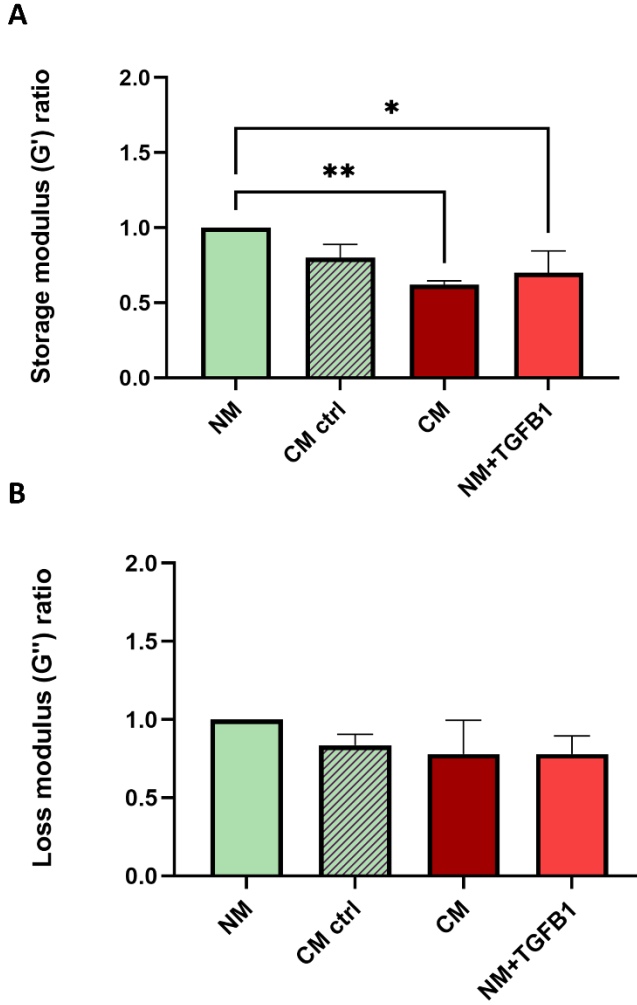 A
Storage modulus (G') ratio
2.0
1.5
1.0
0.5
0.0
*
**
NM
CM ctrl
CM
NM+TGFB1
B
Loss modulus (G'') ratio
2.0
1.5
1.0
0.5
0.0
NM
CM ctrl
CM
NM+TGFB1